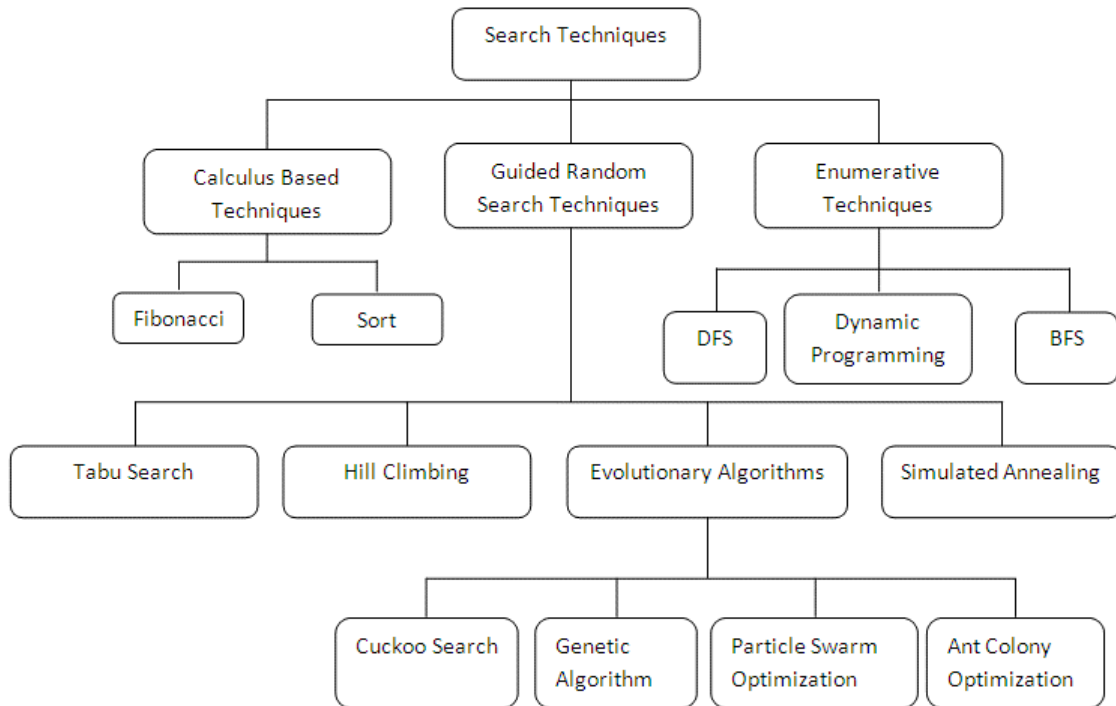 Search Techniques
Calculus Based
Techniques
Guided Random
Search Techniques
Enumerative
Techniques
Fibonacci
Sort
DFS
Dynamic
Programming
BFS
Tabu Search
Hill Climbing
Evolutionary Algorithms
Simulated Annealing
Cuckoo Search
Genetic
Algorithm
Particle Swarm
Optimization
Ant Colony
Optimization